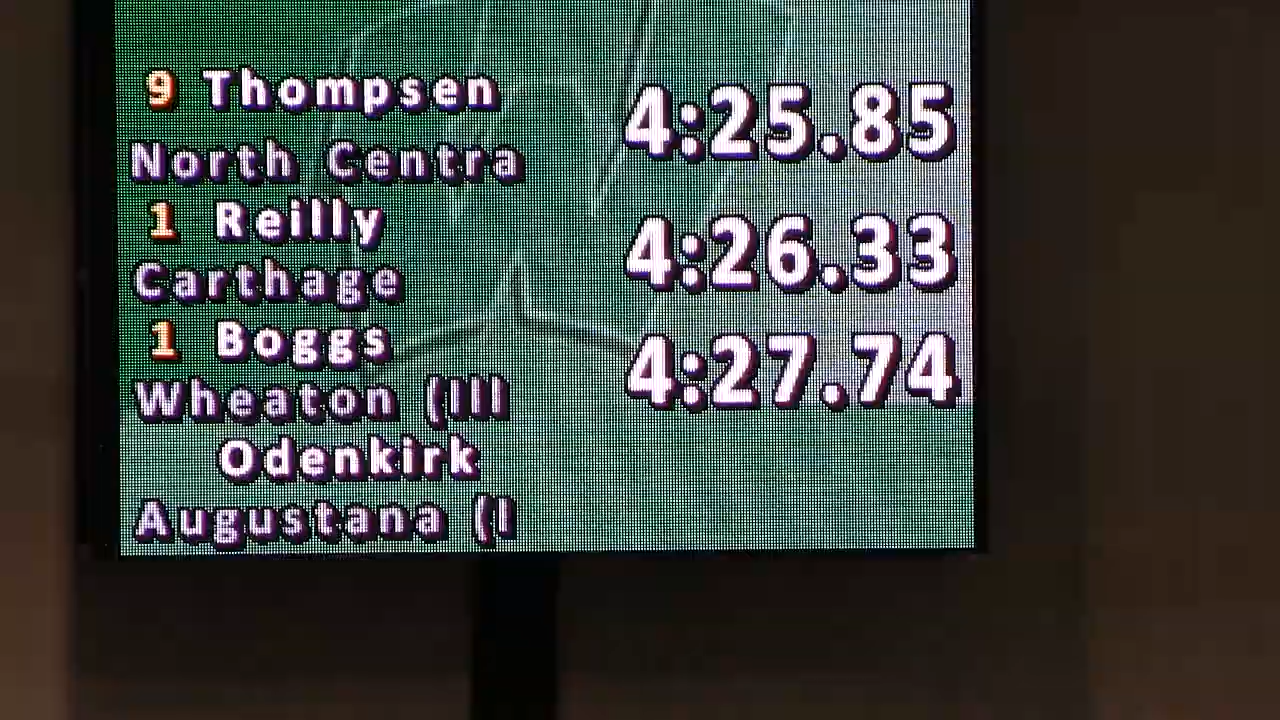 9 Thompsen 4:25.85
North Centra
1 Reilly 4:26.33
Carthage
1 Boggs 4:27.74
Wheaton (Ill
Odenkirk
Augustana (I